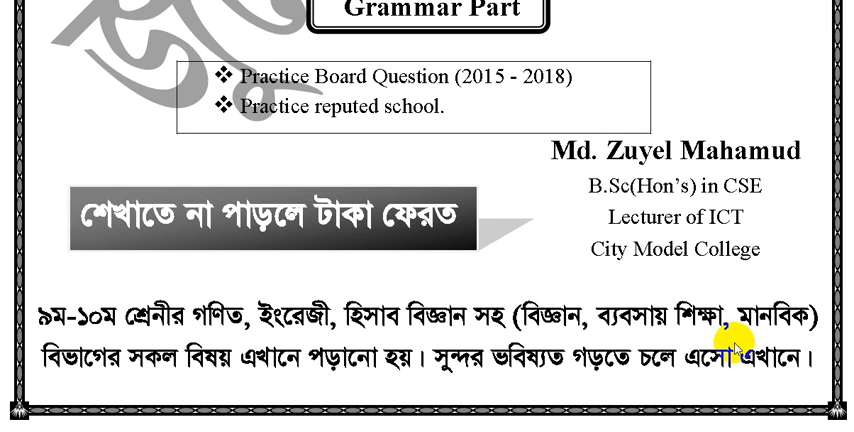 Grammar Part
❖ Practice Board Question (2015 - 2018)
❖ Practice reputed school.
Md. Zuyel Mahamud
B.Sc(Hon's) in CSE
Lecturer of ICT
City Model College
শেখাতে না পাড়লে টাকা ফেরত
৯ম-১০ম শ্রেনীর গণিত, ইংরেজী, হিসাব বিজ্ঞান সহ (বিজ্ঞান, ব্যবসায় শিক্ষা, মানবিক)
বিভাগের সকল বিষয় এখানে পড়ানো হয়। সুন্দর ভবিষ্যত গড়তে চলে এসো এখানে।